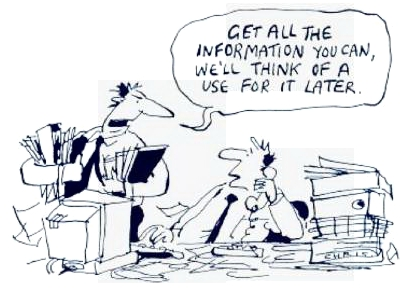 GET ALL THE
INFORMATION YOU CAN,
WE'LL THINK OF A
USE FOR IT LATER.